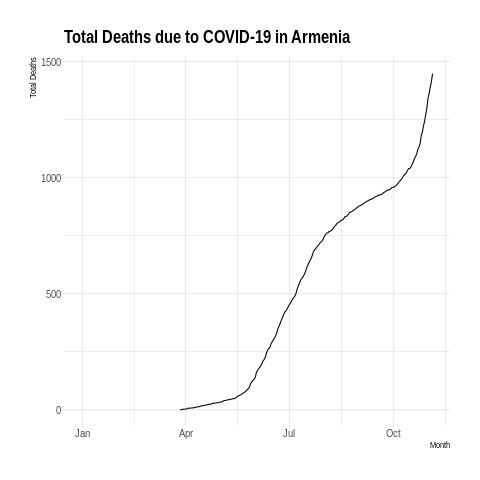 Total Deaths due to COVID-19 in Armenia
Total Deaths
1500
1000
500
0
Jan
Apr
Jul
Oct
Month